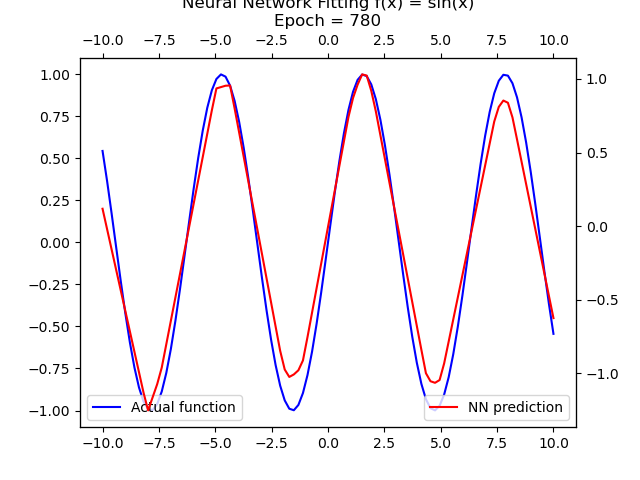 Neural Network Fitting f(x) = sin(x)
Epoch = 780
−10.0 −7.5 −5.0 −2.5 0.0 2.5 5.0 7.5 10.0
1.00
0.75
0.50
0.25
0.00
−0.25
−0.50
−0.75
−1.00
1.0
0.5
0.0
−0.5
−1.0
Actual function
NN prediction
−10.0 −7.5 −5.0 −2.5 0.0 2.5 5.0 7.5 10.0